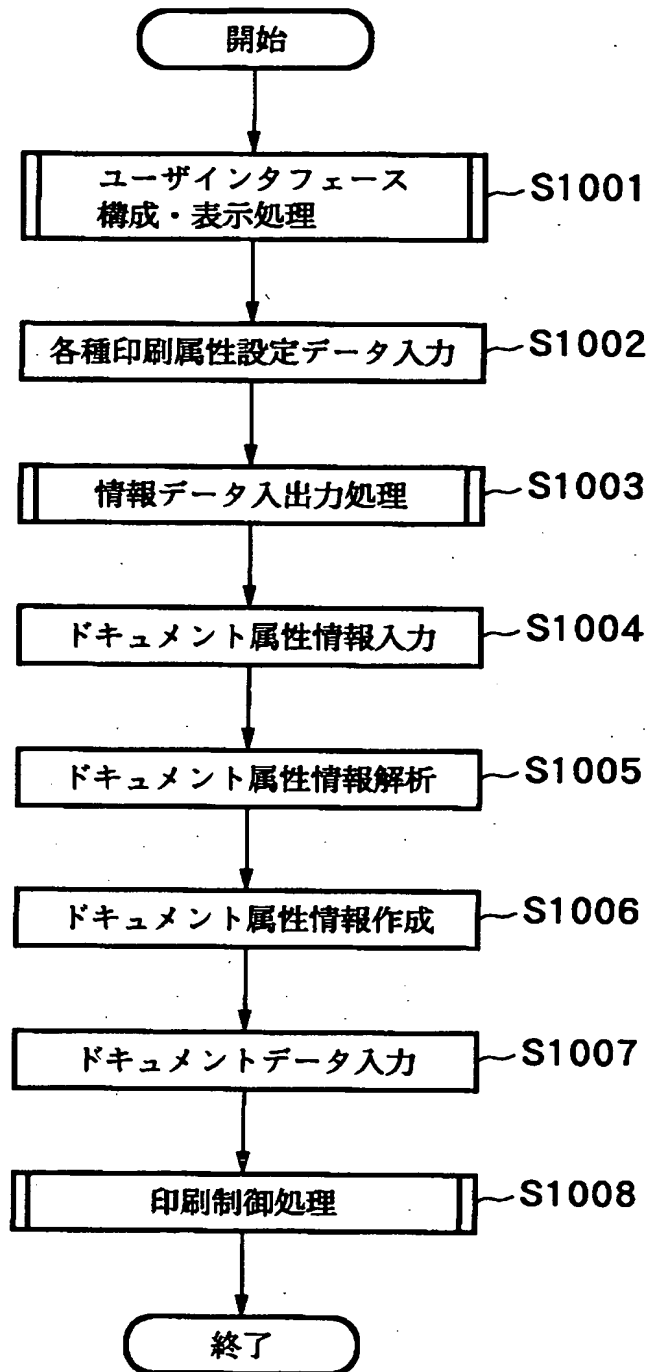 開始
ユーザインタフェース
構成・表示処理
S1001
各種印刷属性設定データ入力
S1002
情報データ入出力処理
S1003
ドキュメント属性情報入力
S1004
ドキュメント属性情報解析
S1005
ドキュメント属性情報作成
S1006
ドキュメントデータ入力
S1007
印刷制御処理
S1008
終了